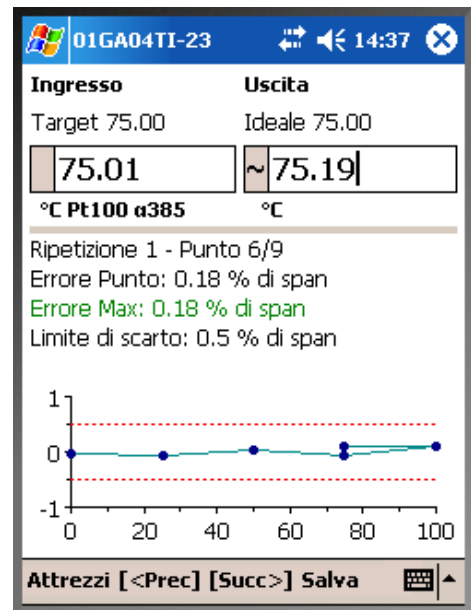 01GA04TI-23 14:37
Ingresso Uscita
Target 75.00 Ideale 75.00
75.01 ~ 75.19
°C Pt100 α385 °C
Ripetizione 1 - Punto 6/9
Errore Punto: 0.18 % di span
Errore Max: 0.18 % di span
Limite di scarto: 0.5 % di span
1
0
-1
0 20 40 60 80 100
Attrezzi [<Prec] [Succ>] Salva